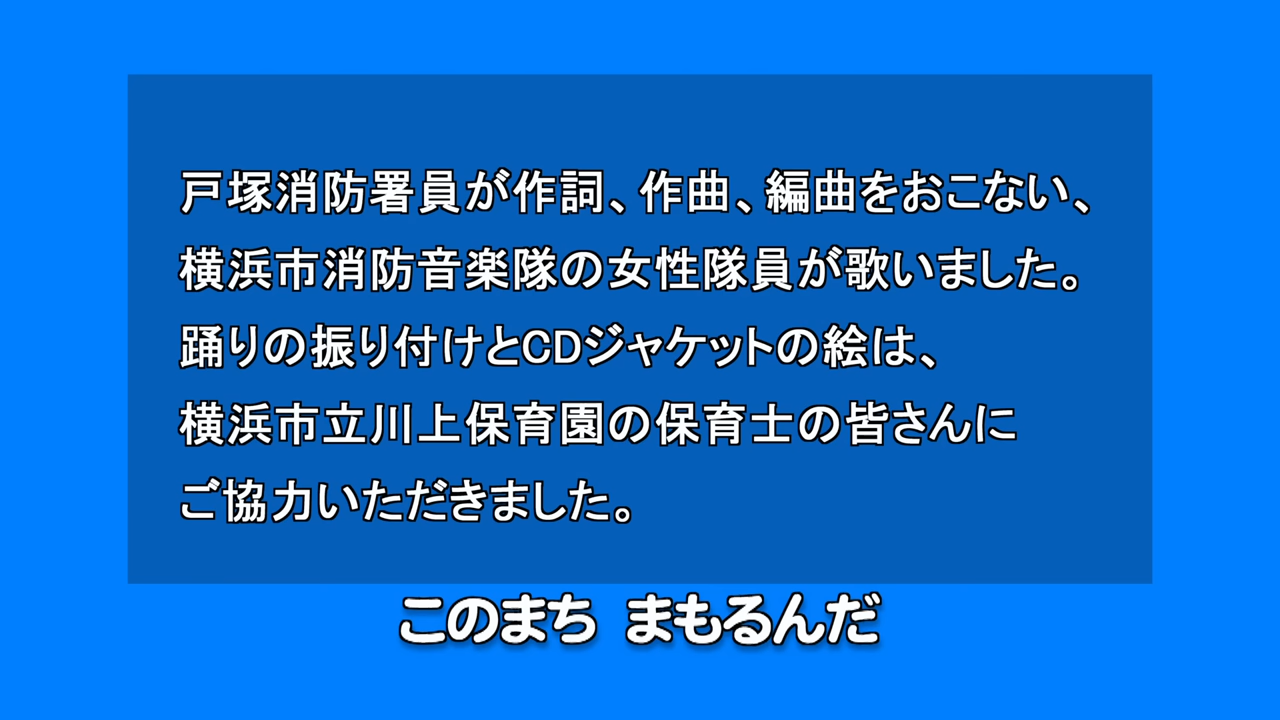 戸塚消防署員が作詞、作曲、編曲をおこない、
横浜市消防音楽隊の女性隊員が歌いました。
踊りの振り付けとCDジャケットの絵は、
横浜市立川上保育園の保育士の皆さんに
ご協力いただきました。
このまち まもるんだ